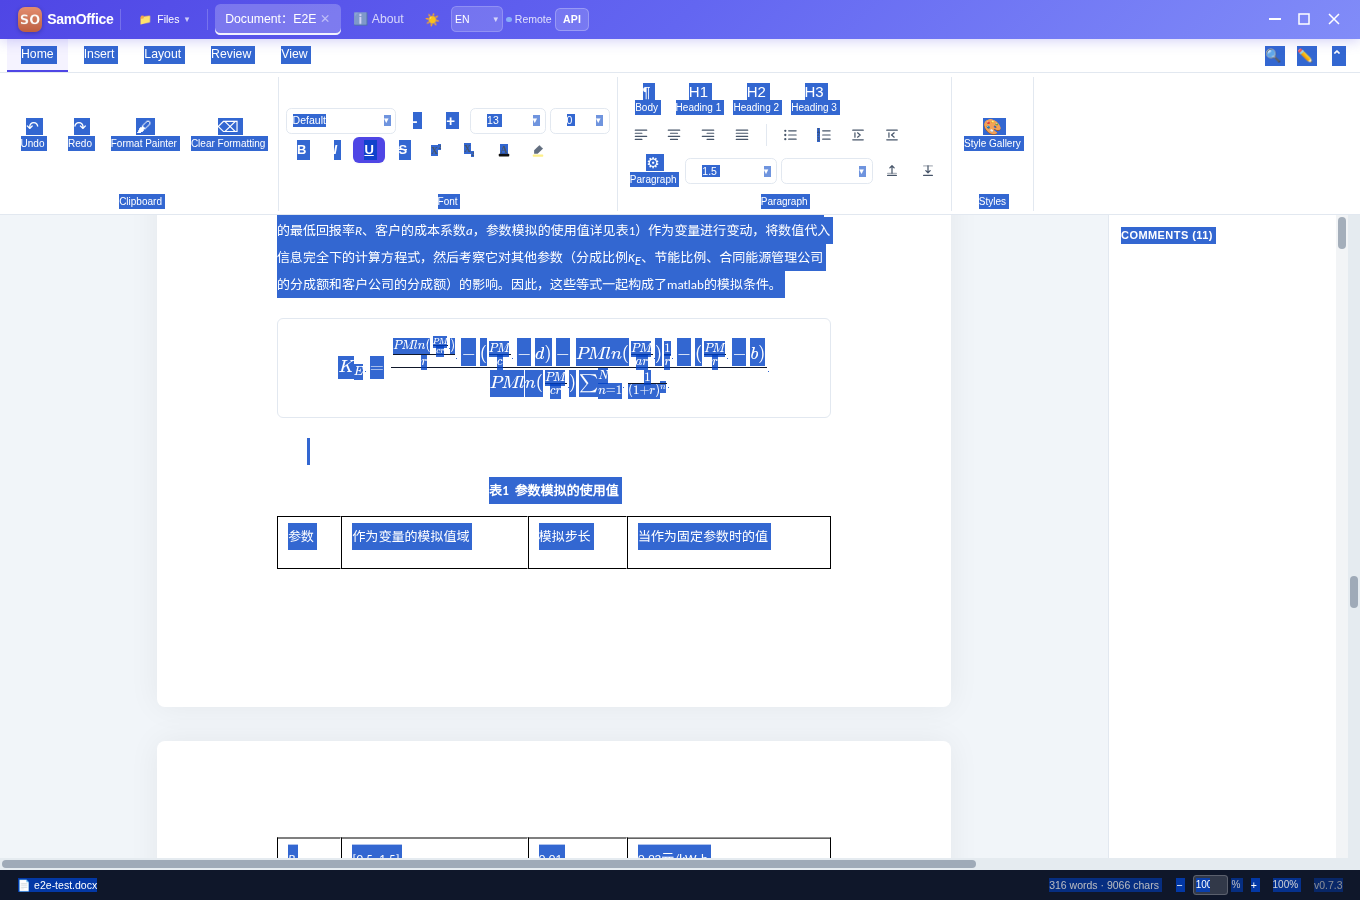 SO SamOffice 📁 Files ▾ Document：E2E ✕ ℹ️ About ☀️ EN ▾ Remote API
Home Insert Layout Review View 🔍 ✏️ ⌃
↶ Undo ↷ Redo 🖌 Format Painter ⌫ Clear Formatting
Clipboard
Default ▾ - + 13 ▾ 0 ▾
B I U S
Font
¶ Body H1 Heading 1 H2 Heading 2 H3 Heading 3
⚙ Paragraph 1.5 ▾ ▾
Paragraph
🎨 Style Gallery
Styles
的最低回报率R、客户的成本系数a，参数模拟的使用值详见表1）作为变量进行变动，将数值代入
信息完全下的计算方程式，然后考察它对其他参数（分成比例κE、节能比例、合同能源管理公司
的分成额和客户公司的分成额）的影响。因此，这些等式一起构成了matlab的模拟条件。
表1 参数模拟的使用值
参数 作为变量的模拟值域 模拟步长 当作为固定参数时的值
COMMENTS (11)
📄 e2e-test.docx 316 words · 9066 chars − 100 % + 100% v0.7.3